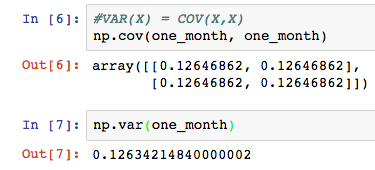 In [6]: #VAR(X) = COV(X,X)
np.cov(one_month, one_month)
Out[6]: array([[0.12646862, 0.12646862],
[0.12646862, 0.12646862]])
In [7]: np.var(one_month)
Out[7]: 0.12634214840000002